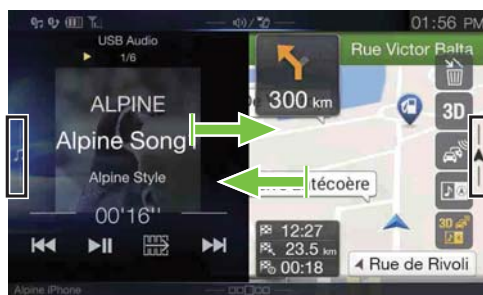 01:56 PM
USB Audio
1/6
ALPINE
Alpine Song
Alpine Style
00'16"
Alpine iPhone
300 km
Rue Victor Balta
3D
12:27
23.5 km
00:18
3D
Rue de Rivoli